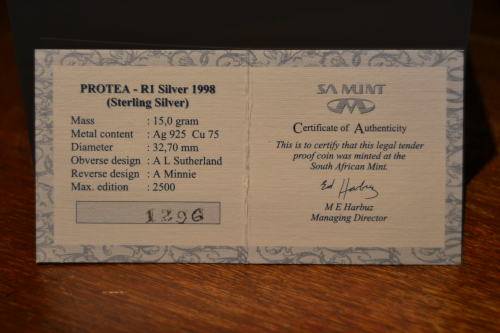 PROTEA - R1 Silver 1998
(Sterling Silver)
Mass : 15,0 gram
Metal content : Ag 925 Cu 75
Diameter : 32,70 mm
Obverse design : A L Sutherland
Reverse design : A Minnie
Max. edition : 2500
1296
SA MINT
Certificate of Authenticity
This is to certify that this legal tender
proof coin was minted at the
South African Mint.
Ed Harbuz
M E Harbuz
Managing Director